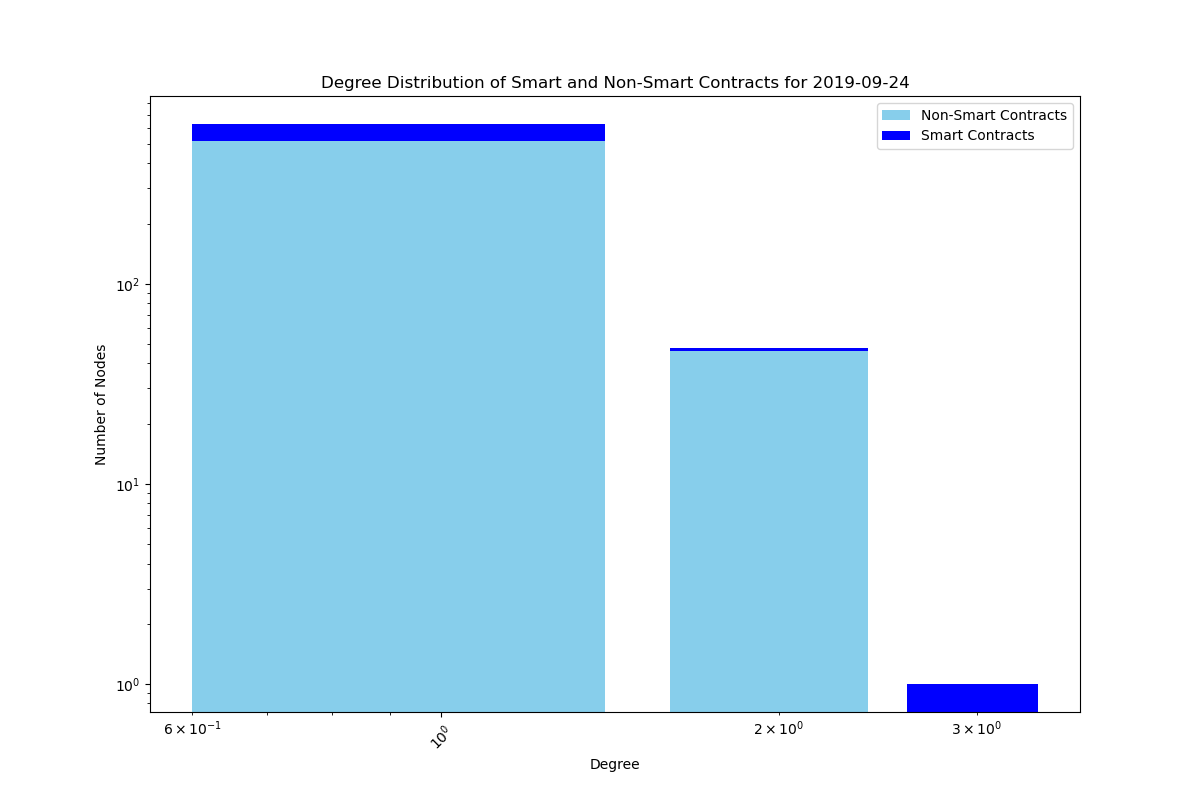 Degree Distribution of Smart and Non-Smart Contracts for 2019-09-24
Non-Smart Contracts
Smart Contracts
Number of Nodes
10²
10¹
10⁰
6 × 10⁻¹
10⁰
2 × 10⁰
3 × 10⁰
Degree